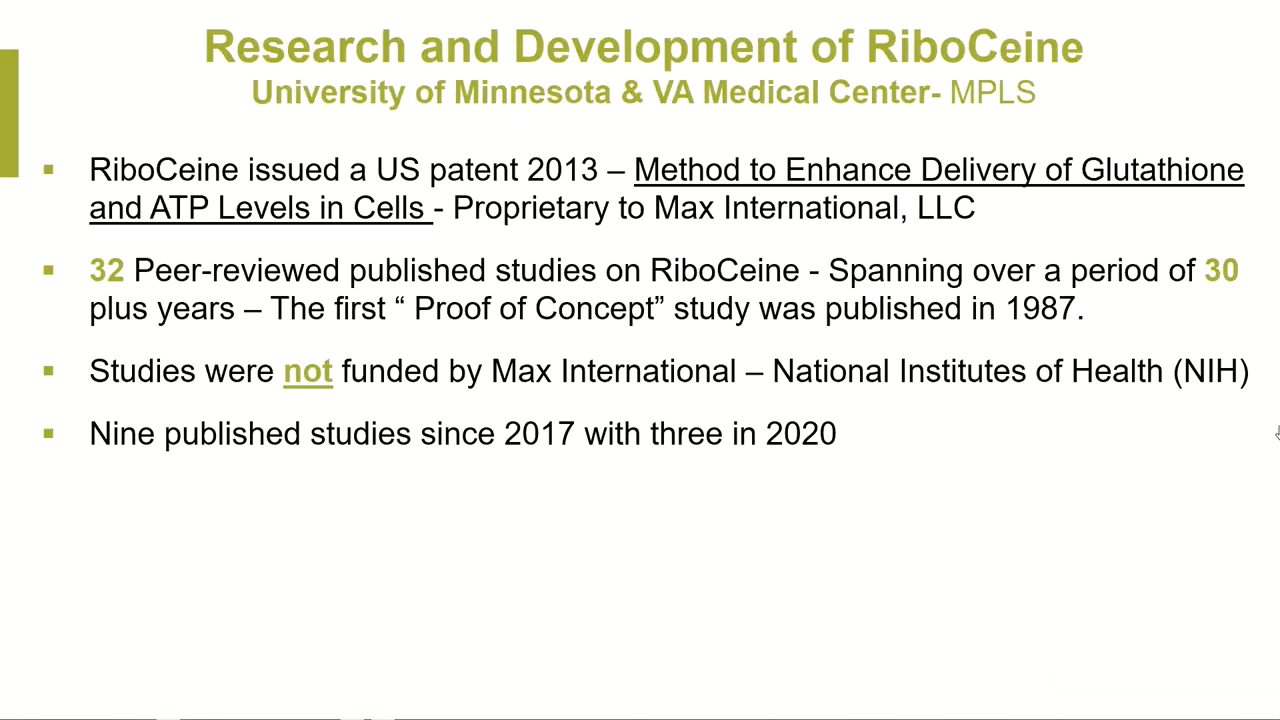 Research and Development of RiboCeine
University of Minnesota & VA Medical Center- MPLS
RiboCeine issued a US patent 2013 – Method to Enhance Delivery of Glutathione
and ATP Levels in Cells - Proprietary to Max International, LLC
32 Peer-reviewed published studies on RiboCeine - Spanning over a period of 30
plus years – The first “ Proof of Concept” study was published in 1987.
Studies were not funded by Max International – National Institutes of Health (NIH)
Nine published studies since 2017 with three in 2020